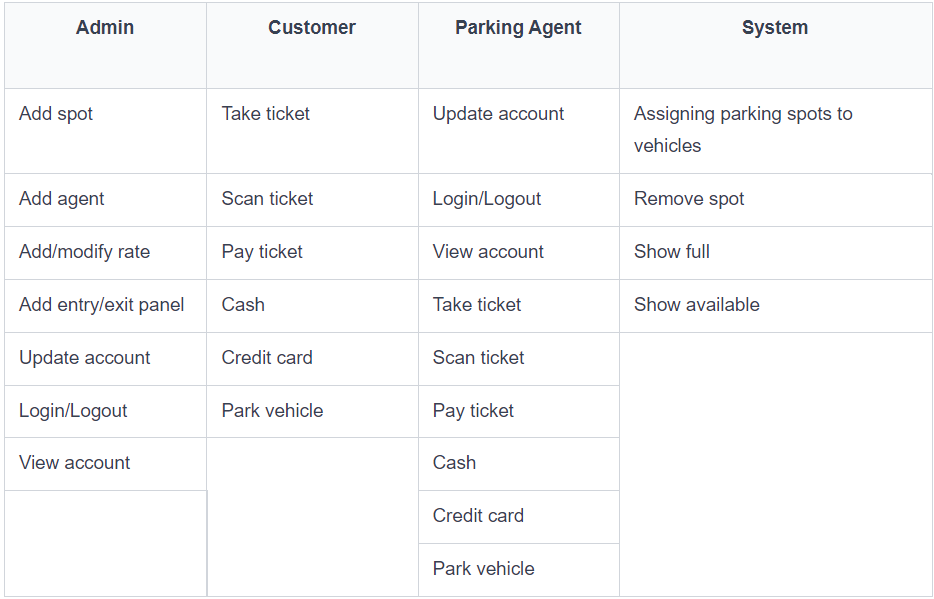 Admin Customer Parking Agent System
Add spot Take ticket Update account Assigning parking spots to
vehicles
Add agent Scan ticket Login/Logout Remove spot
Add/modify rate Pay ticket View account Show full
Add entry/exit panel Cash Take ticket Show available
Update account Credit card Scan ticket
Login/Logout Park vehicle Pay ticket
View account Cash
Credit card
Park vehicle